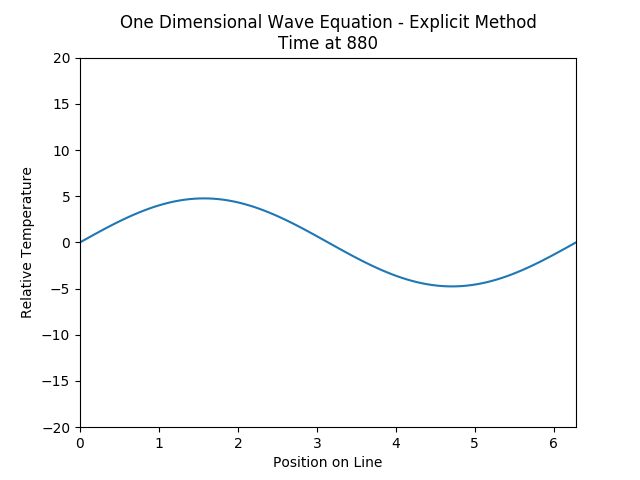 One Dimensional Wave Equation - Explicit Method
Time at 880
20
15
10
5
0
−5
−10
−15
−20
Relative Temperature
0 1 2 3 4 5 6
Position on Line